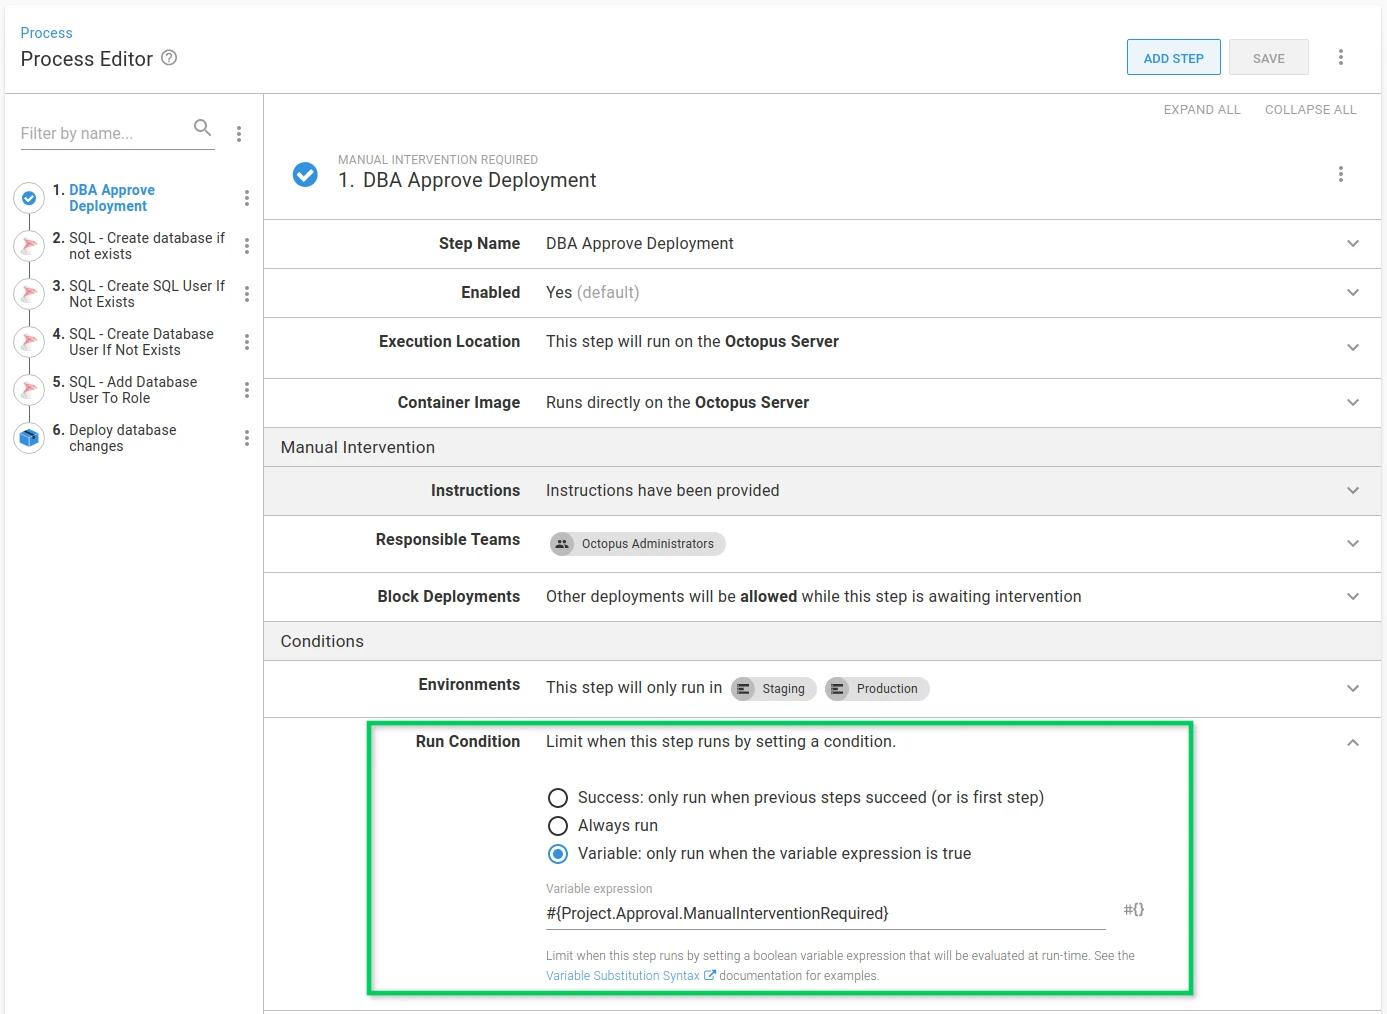 Process
Process Editor
ADD STEP
SAVE
Filter by name...
1. DBA Approve
Deployment
2. SQL - Create database if
not exists
3. SQL - Create SQL User If
Not Exists
4. SQL - Create Database
User If Not Exists
5. SQL - Add Database
User To Role
6. Deploy database
changes
EXPAND ALL
COLLAPSE ALL
MANUAL INTERVENTION REQUIRED
1. DBA Approve Deployment
Step Name DBA Approve Deployment
Enabled Yes (default)
Execution Location This step will run on the Octopus Server
Container Image Runs directly on the Octopus Server
Manual Intervention
Instructions Instructions have been provided
Responsible Teams Octopus Administrators
Block Deployments Other deployments will be allowed while this step is awaiting intervention
Conditions
Environments This step will only run in Staging Production
Run Condition Limit when this step runs by setting a condition.
Success: only run when previous steps succeed (or is first step)
Always run
Variable: only run when the variable expression is true
Variable expression
#{Project.Approval.ManualInterventionRequired}
#{}
Limit when this step runs by setting a boolean variable expression that will be evaluated at run-time. See the
Variable Substitution Syntax documentation for examples.